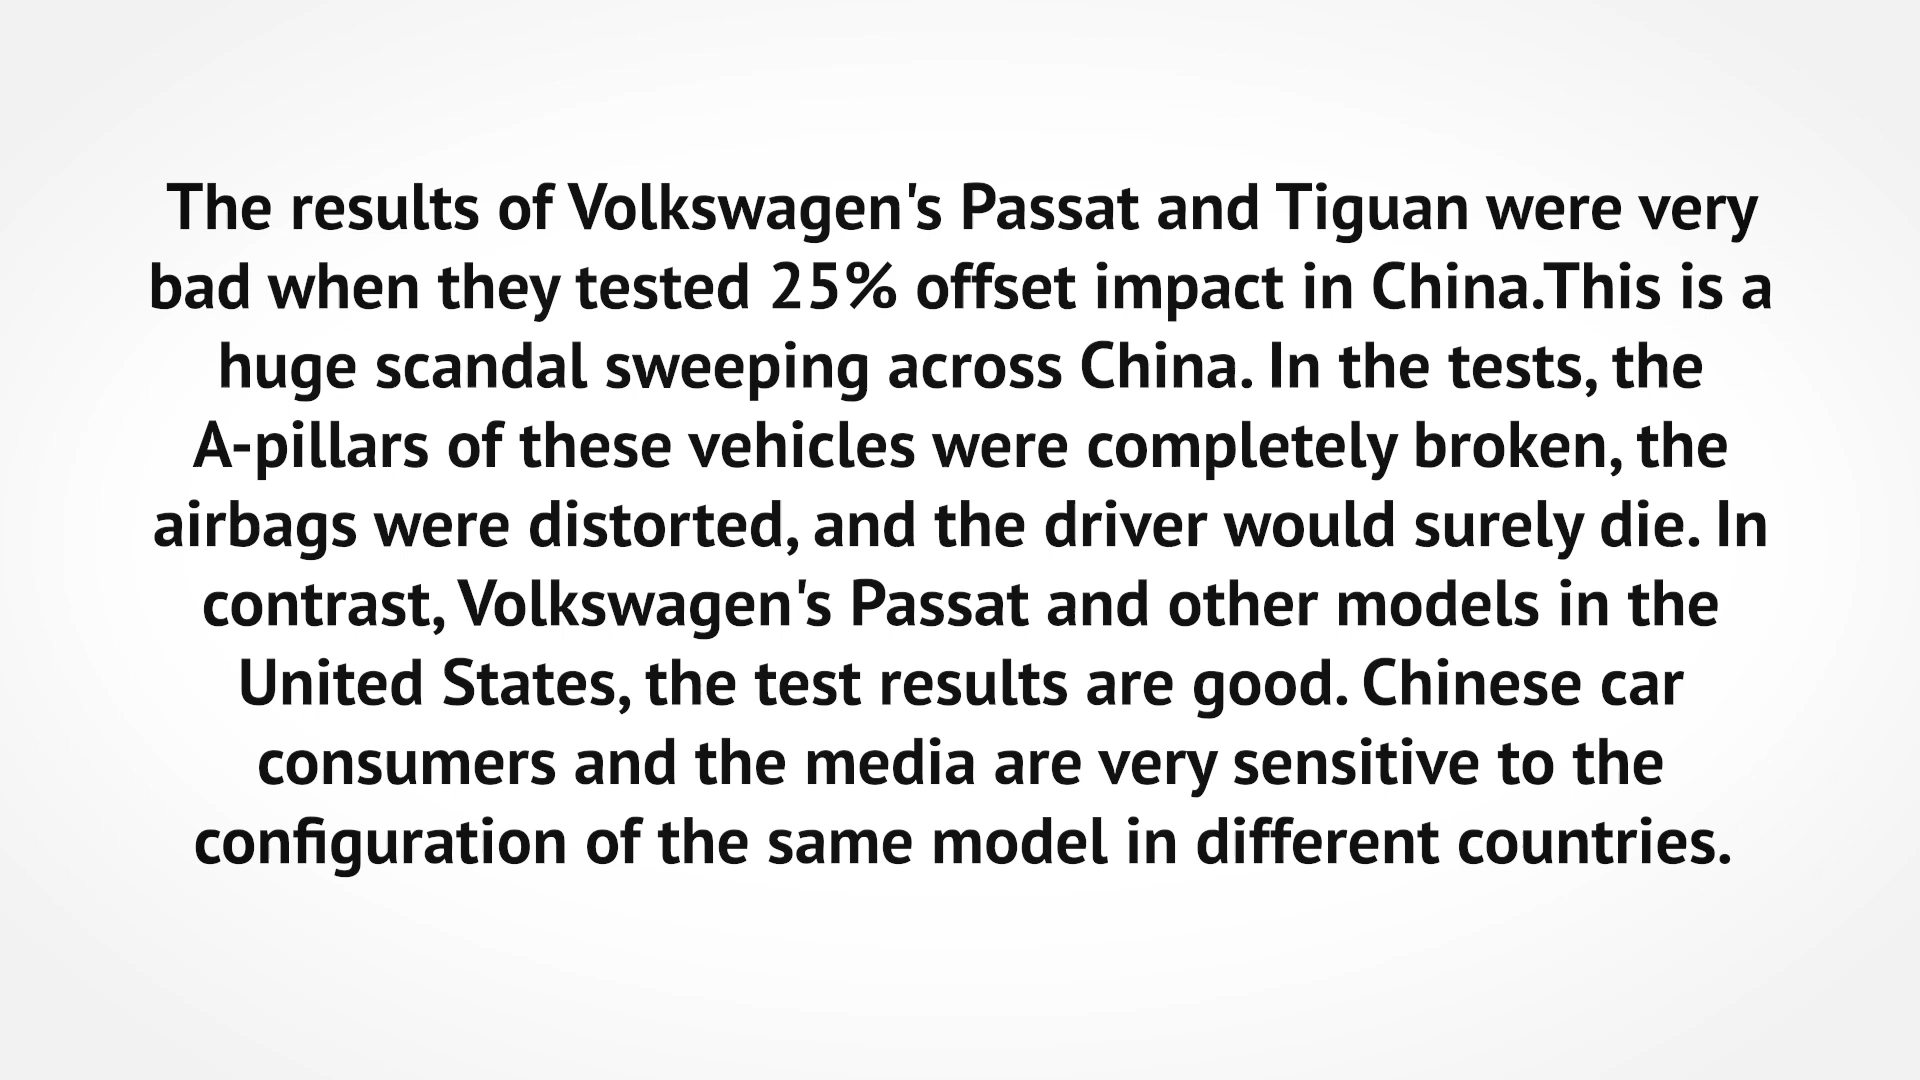 The results of Volkswagen's Passat and Tiguan were very
bad when they tested 25% offset impact in China.This is a
huge scandal sweeping across China. In the tests, the
A-pillars of these vehicles were completely broken, the
airbags were distorted, and the driver would surely die. In
contrast, Volkswagen's Passat and other models in the
United States, the test results are good. Chinese car
consumers and the media are very sensitive to the
configuration of the same model in different countries.